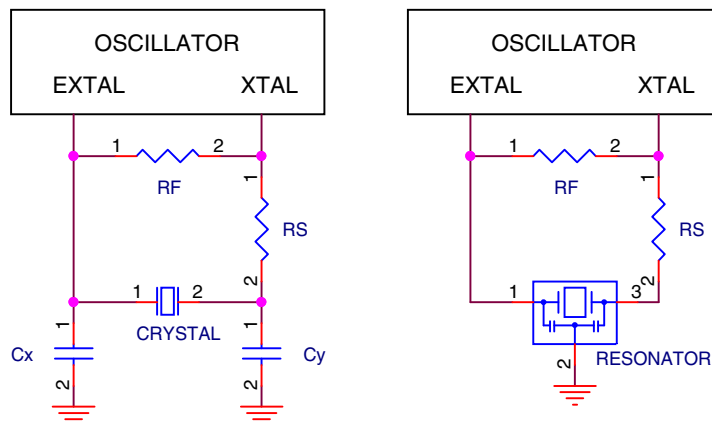 OSCILLATOR
EXTAL XTAL
1 2
RF
1
RS
2
1 2
CRYSTAL
1 1
Cx Cy
2 2
OSCILLATOR
EXTAL XTAL
1 2
RF
1
RS
2
1 3
RESONATOR
2